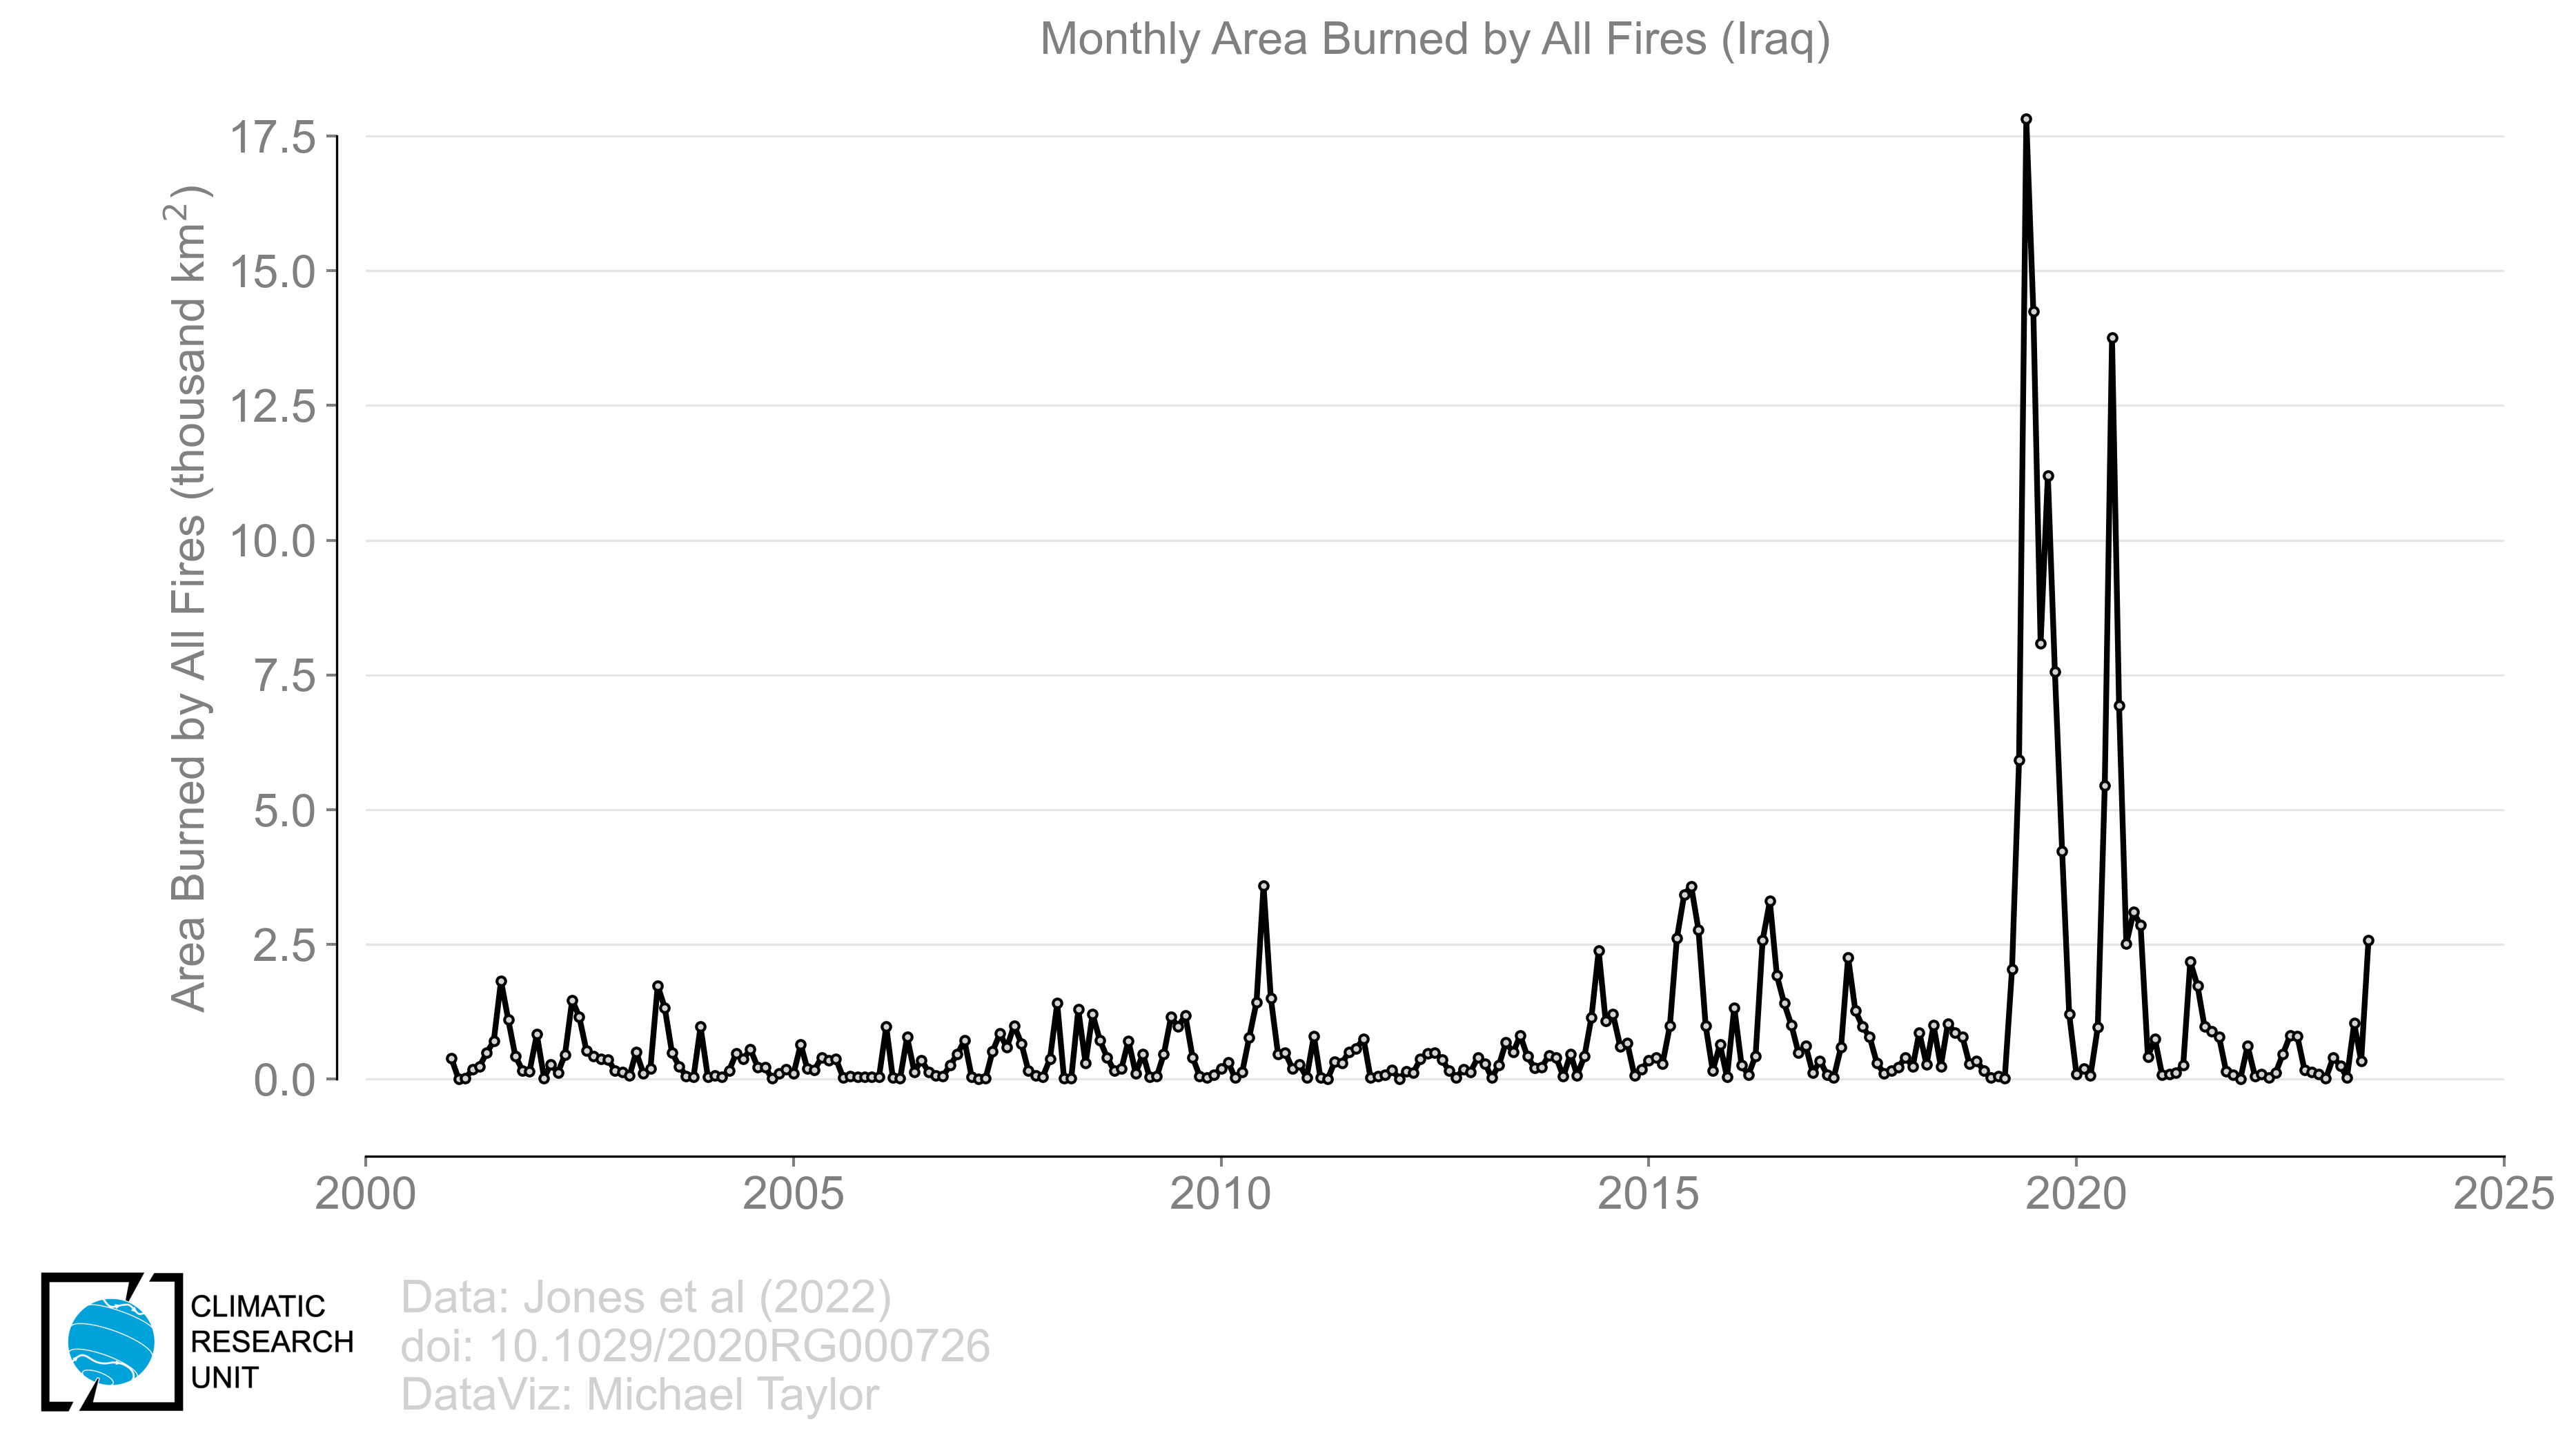 Monthly Area Burned by All Fires (Iraq)
Area Burned by All Fires (thousand km²)
17.5
15.0
12.5
10.0
7.5
5.0
2.5
0.0
2000 2005 2010 2015 2020 2025
CLIMATIC
RESEARCH
UNIT
Data: Jones et al (2022)
doi: 10.1029/2020RG000726
DataViz: Michael Taylor